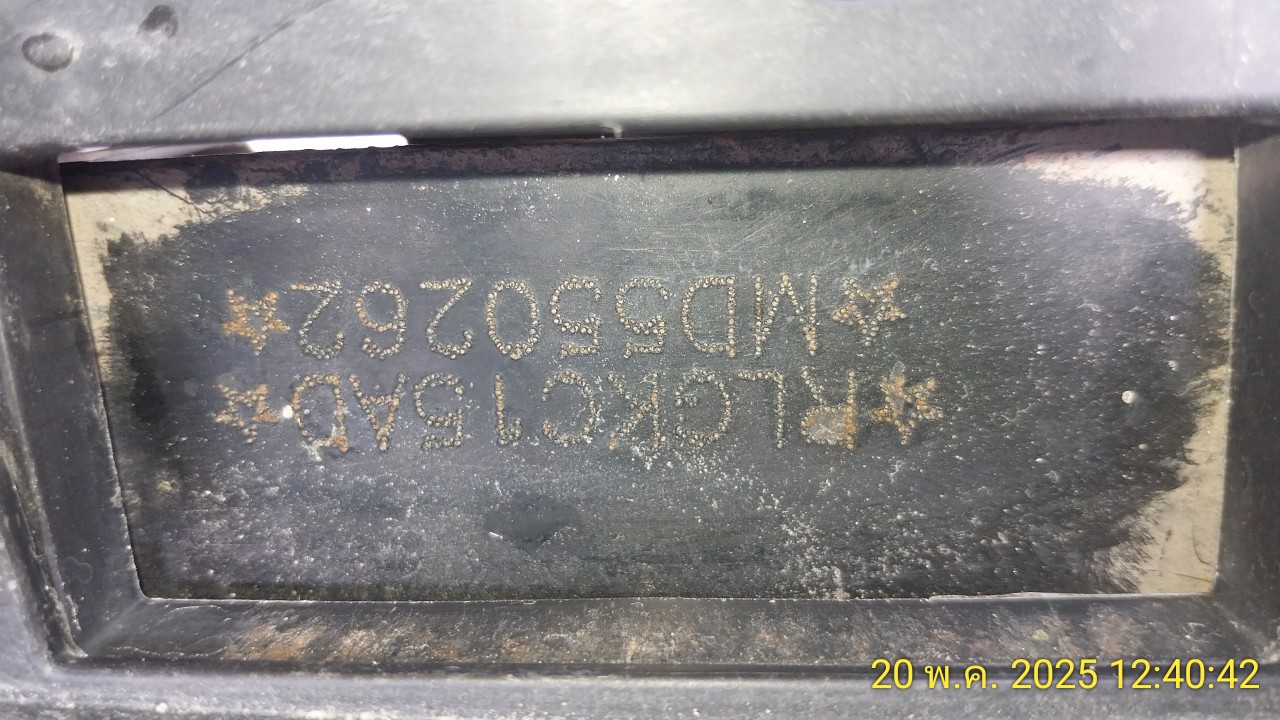 ☆RLGKC15AD☆
☆MD550262☆
20 พ.ค. 2025 12:40:42